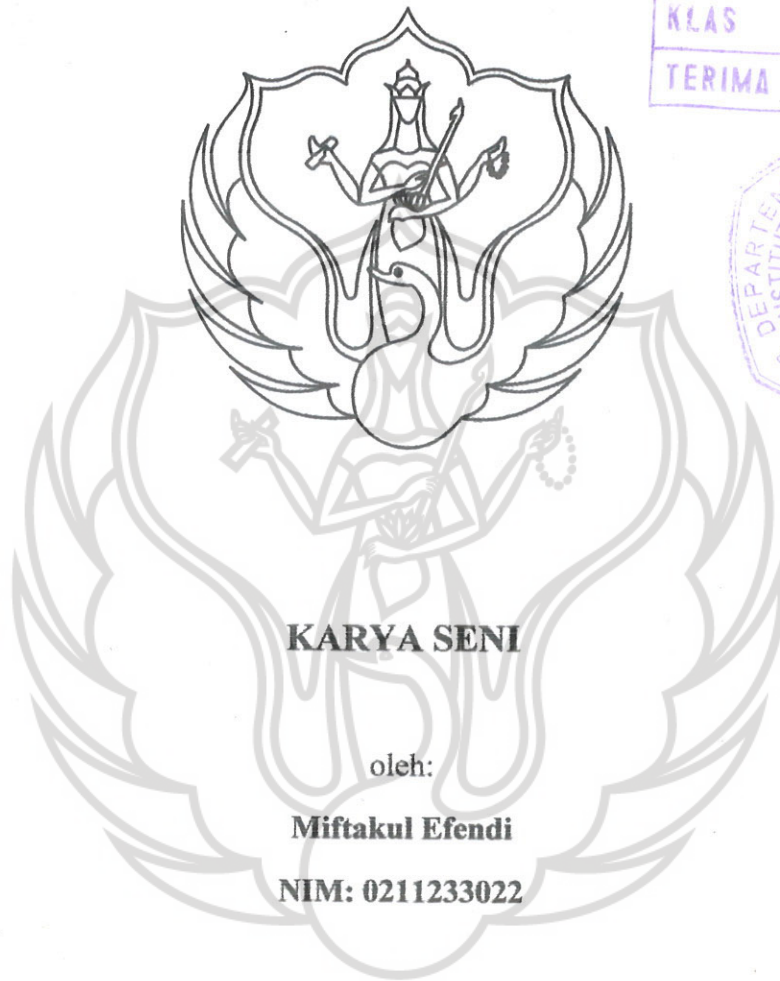 KLAS
TERIMA
KARYA SENI
oleh:
Miftakul Efendi
NIM: 0211233022